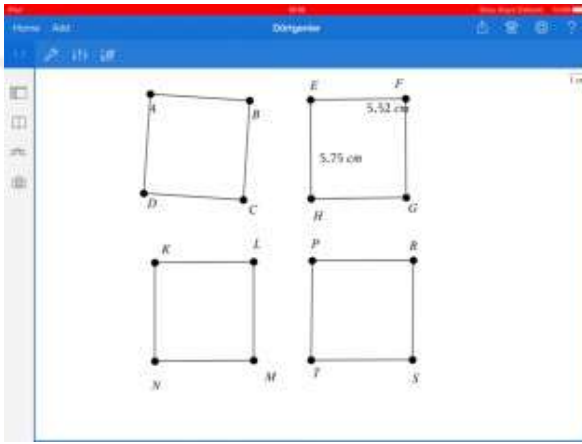 Home Add Dörtgenler
E F
A B 5.52 cm
5.75 cm
D C H G
K L P R
N M T S